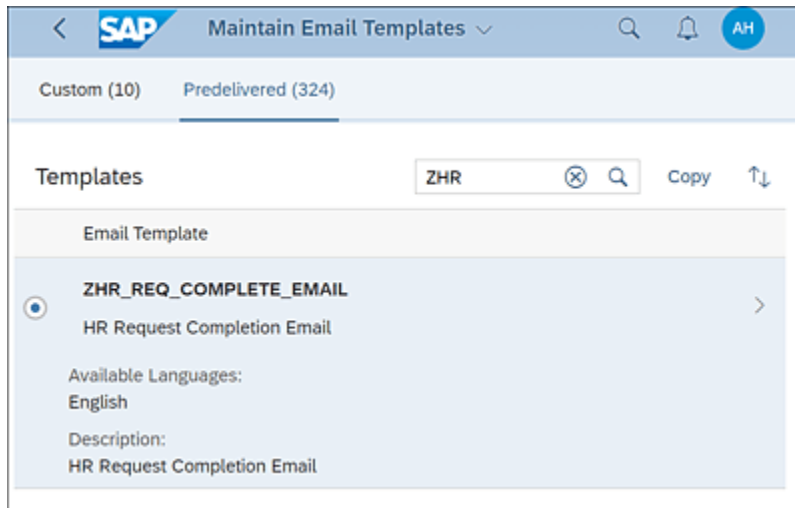 SAP Maintain Email Templates AH
Custom (10) Predelivered (324)
Templates ZHR Copy
Email Template
ZHR_REQ_COMPLETE_EMAIL
HR Request Completion Email
Available Languages:
English
Description:
HR Request Completion Email